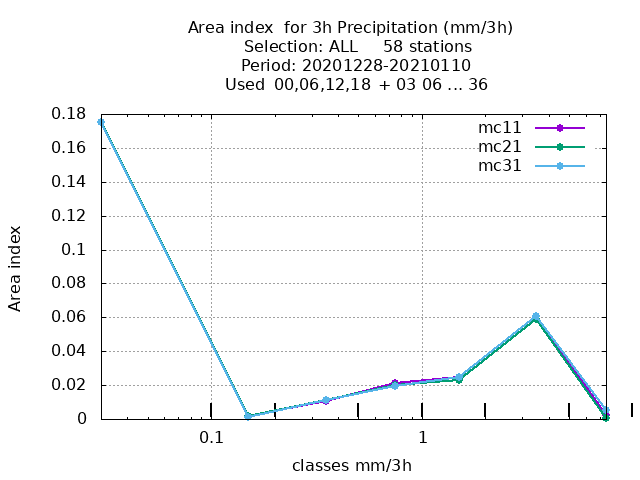 Area index  for 3h Precipitation (mm/3h)
Selection: ALL     58 stations
Period: 20201228-20210110
Used  00,06,12,18  + 03 06 ... 36
mc11
mc21
mc31
0.18
0.16
0.14
0.12
0.1
0.08
0.06
0.04
0.02
0
Area index
0.1
1
classes mm/3h